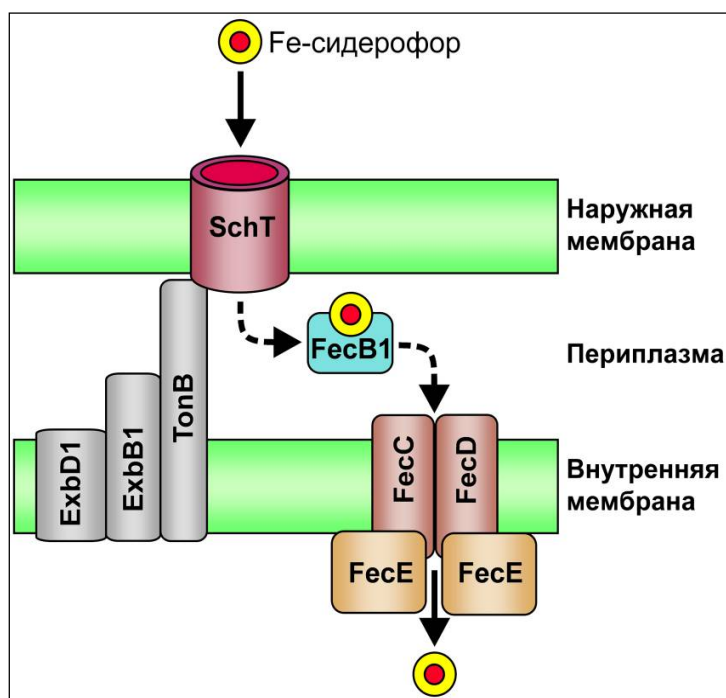 Fe-сидерофор
SchT
Наружная
мембрана
FecB1
Периплазма
TonB
ExbB1
ExbD1
FecC
FecD
Внутренняя
мембрана
FecE
FecE